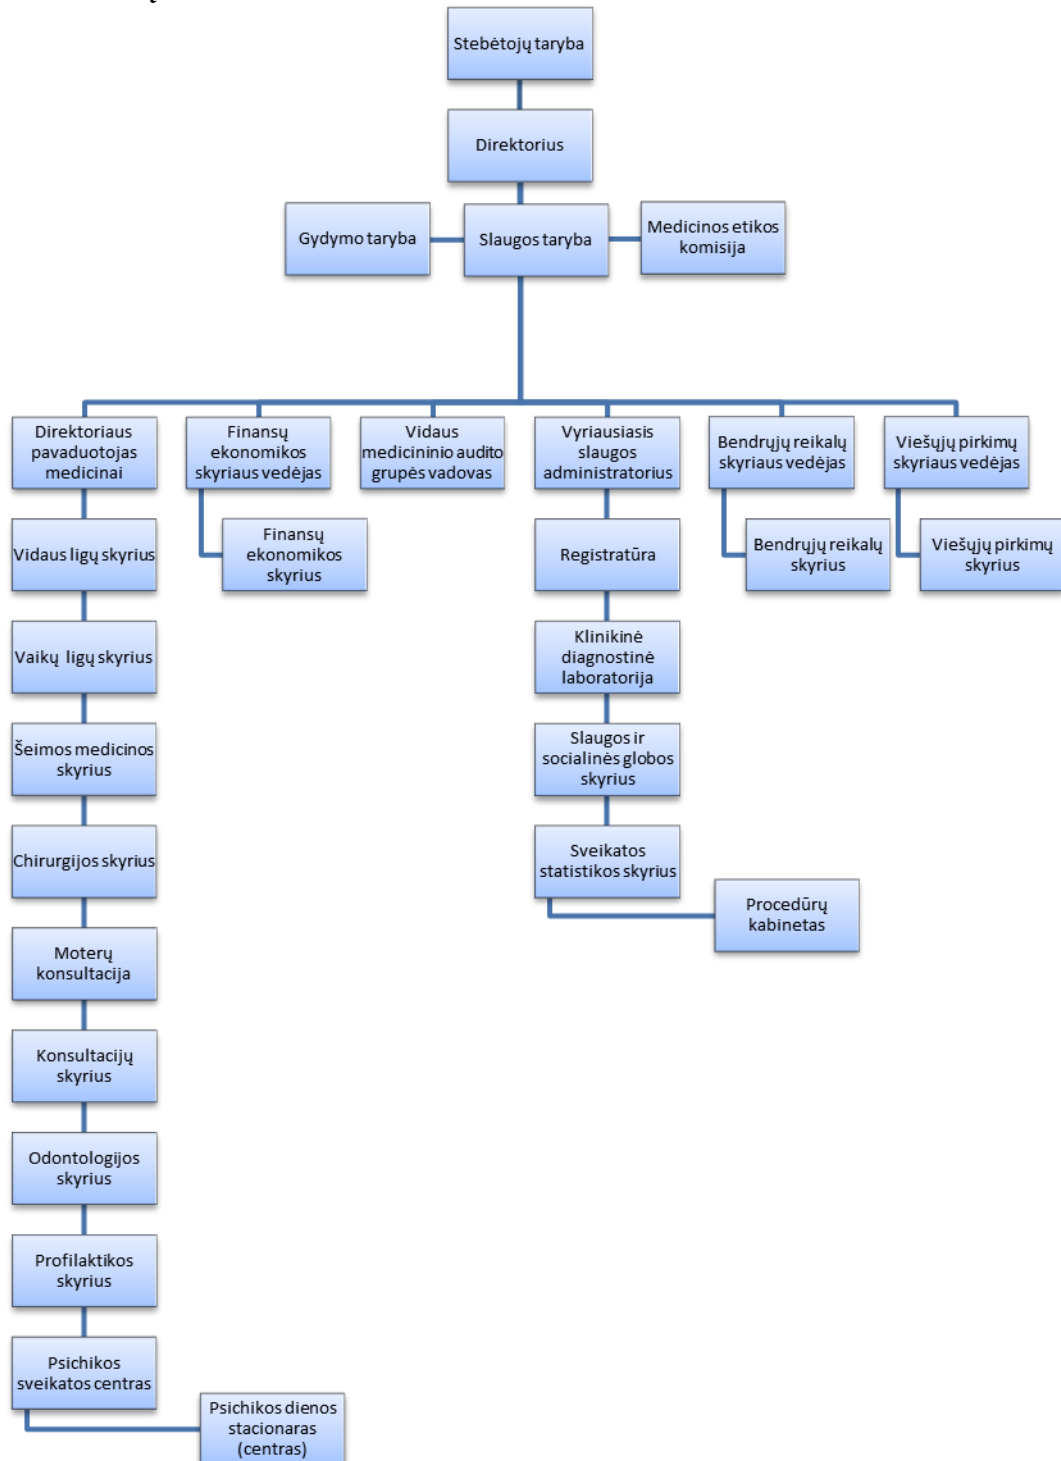 Stebėtojų taryba
Direktorius
Gydymo taryba
Slaugos taryba
Medicinos etikos
komisija
Direktoriaus
pavaduotojas
medicinai
Finansų
ekonomikos
skyriaus vedėjas
Vidaus
medicininio audito
grupės vadovas
Vyriausiasis
slaugos
administratorius
Bendrųjų reikalų
skyriaus vedėjas
Viešųjų pirkimų
skyriaus vedėjas
Vidaus ligų skyrius
Finansų
ekonomikos
skyrius
Registratūra
Bendrųjų reikalų
skyrius
Viešųjų pirkimų
skyrius
Vaikų ligų skyrius
Klinikinė
diagnostinė
laboratorija
Šeimos medicinos
skyrius
Slaugos ir
socialinės globos
skyrius
Chirurgijos skyrius
Sveikatos
statistikos skyrius
Procedūrų
kabinetas
Moterų
konsultacija
Konsultacijų
skyrius
Odontologijos
skyrius
Profilaktikos
skyrius
Psichikos
sveikatos centras
Psichikos dienos
stacionaras
(centras)